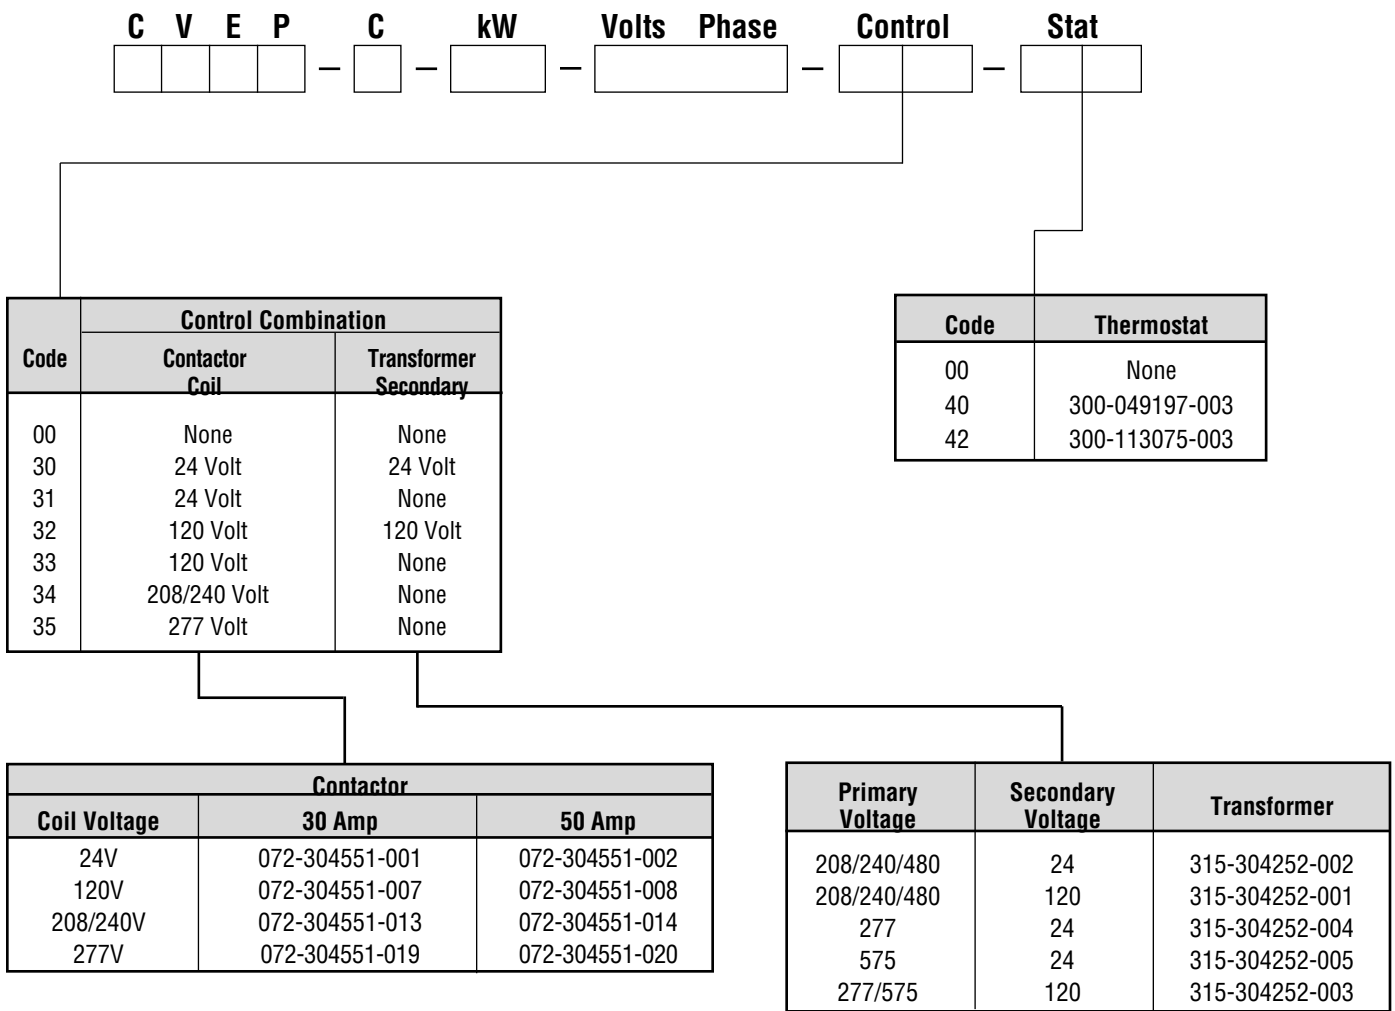 C V E P C kW Volts Phase Control Stat
– – – – –
Control Combination
Code Contactor Coil Transformer Secondary
00 None None
30 24 Volt 24 Volt
31 24 Volt None
32 120 Volt 120 Volt
33 120 Volt None
34 208/240 Volt None
35 277 Volt None
Code Thermostat
00 None
40 300-049197-003
42 300-113075-003
Contactor
Coil Voltage 30 Amp 50 Amp
24V 072-304551-001 072-304551-002
120V 072-304551-007 072-304551-008
208/240V 072-304551-013 072-304551-014
277V 072-304551-019 072-304551-020
Primary Voltage Secondary Voltage Transformer
208/240/480 24 315-304252-002
208/240/480 120 315-304252-001
277 24 315-304252-004
575 24 315-304252-005
277/575 120 315-304252-003